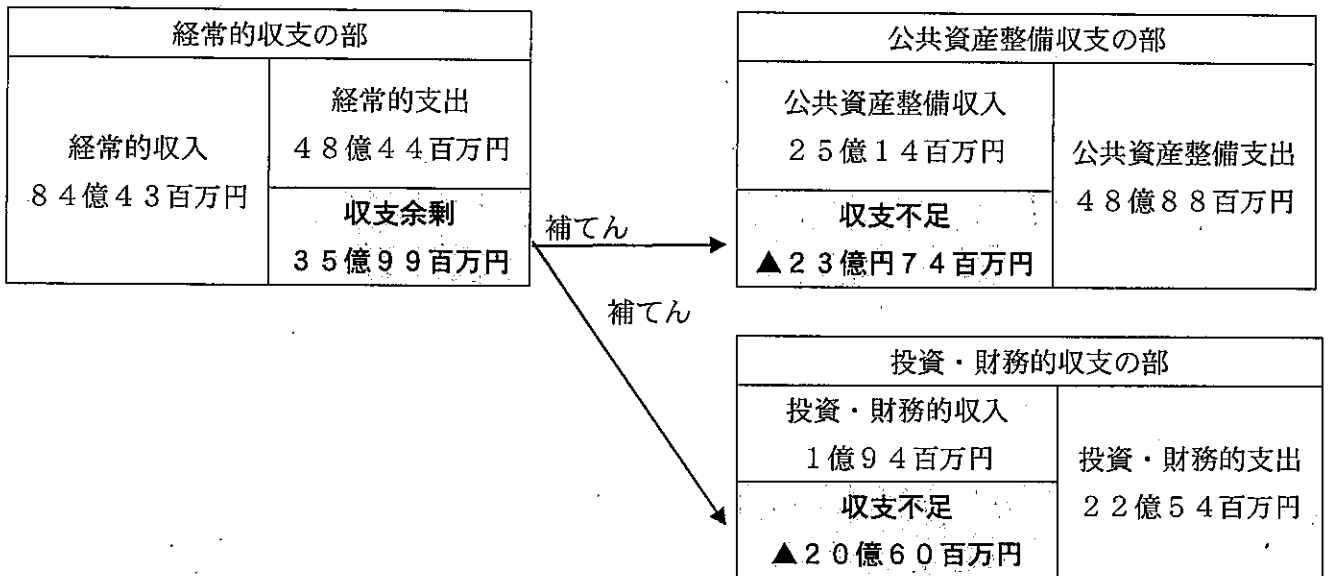 経常的収支の部
経常的収入
８４億４３百万円
経常的支出
４８億４４百万円
収支余剰
３５億９９百万円
補てん
補てん
公共資産整備収支の部
公共資産整備収入
２５億１４百万円
収支不足
▲２３億円７４百万円
公共資産整備支出
４８億８８百万円
投資・財務的収支の部
投資・財務的収入
１億９４百万円
収支不足
▲２０億６０百万円
投資・財務的支出
２２億５４百万円